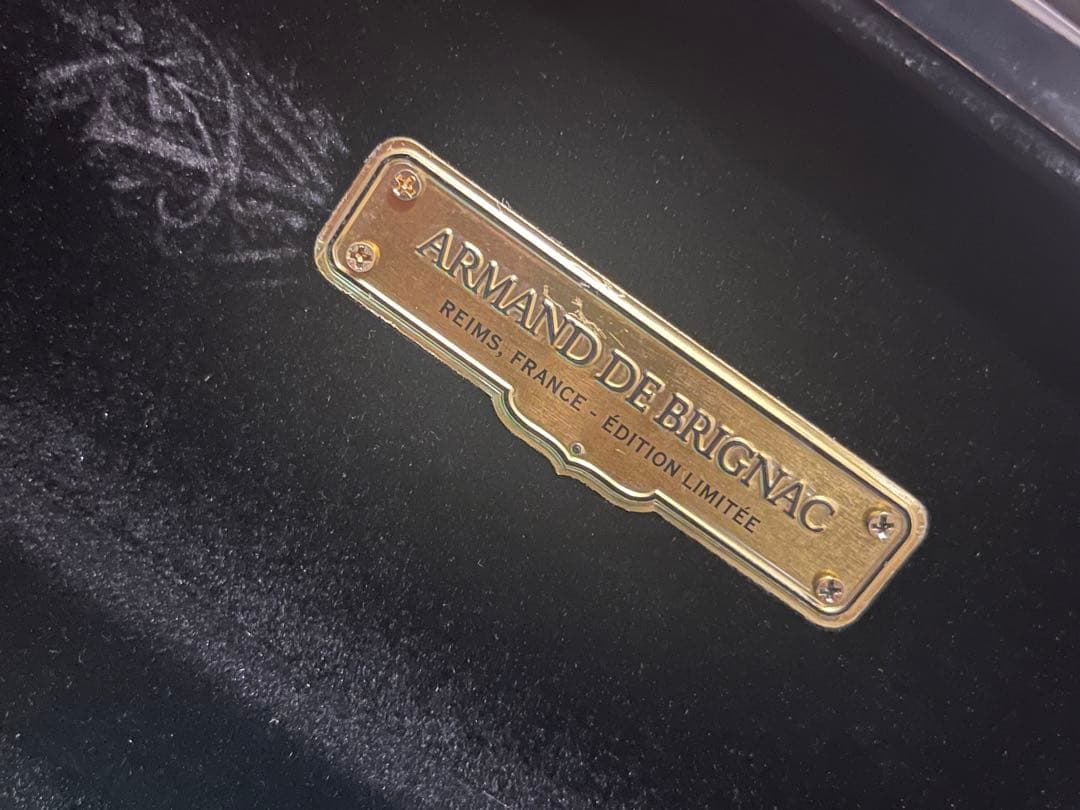 ARMAND DE BRIGNAC
REIMS, FRANCE - ÉDITION LIMITÉE